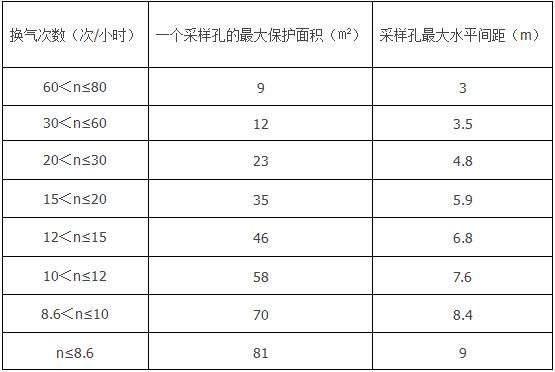 换气次数（次/小时） 一个采样孔的最大保护面积（㎡） 采样孔最大水平间距（m）
60＜n≤80 9 3
30＜n≤60 12 3.5
20＜n≤30 23 4.8
15＜n≤20 35 5.9
12＜n≤15 46 6.8
10＜n≤12 58 7.6
8.6＜n≤10 70 8.4
n≤8.6 81 9